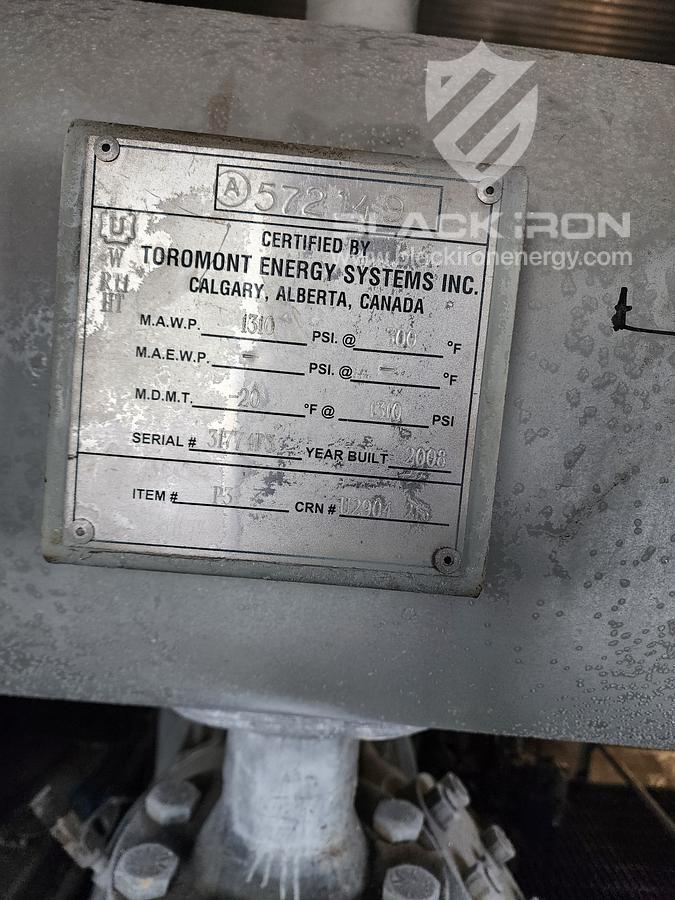 A 572149
BLACK iRON
www.blackironenergy.com
U
W
RH
HT
CERTIFIED BY
TOROMONT ENERGY SYSTEMS INC.
CALGARY, ALBERTA, CANADA
M.A.W.P. 1310 PSI. @ 300 °F
M.A.E.W.P. - PSI. @ - °F
M.D.M.T. -20 °F @ 1310 PSI
SERIAL # YEAR BUILT 2008
ITEM # P3 CRN #